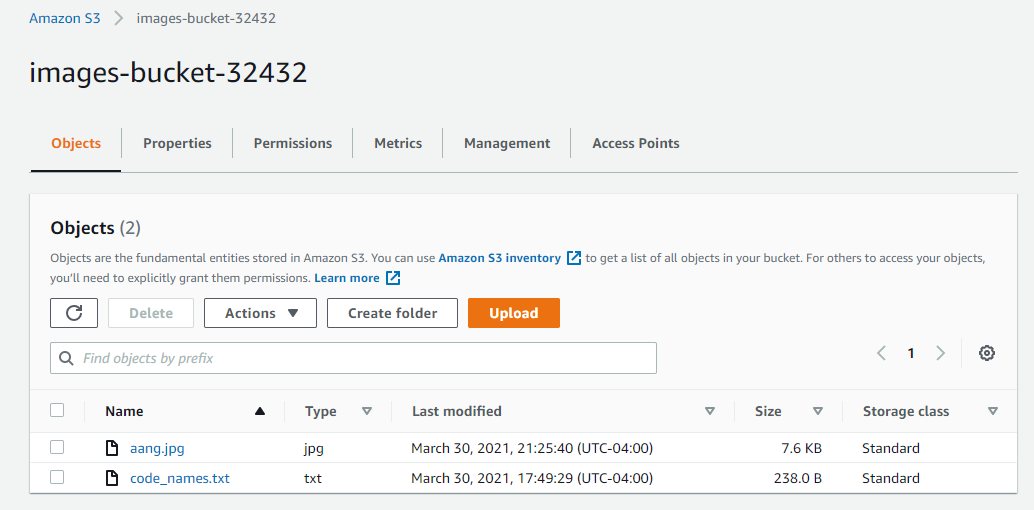 Amazon S3 > images-bucket-32432
images-bucket-32432
Objects Properties Permissions Metrics Management Access Points
Objects (2)
Objects are the fundamental entities stored in Amazon S3. You can use Amazon S3 inventory to get a list of all objects in your bucket. For others to access your objects,
you'll need to explicitly grant them permissions. Learn more
Delete Actions Create folder Upload
Find objects by prefix
1
Name Type Last modified Size Storage class
aang.jpg jpg March 30, 2021, 21:25:40 (UTC-04:00) 7.6 KB Standard
code_names.txt txt March 30, 2021, 17:49:29 (UTC-04:00) 238.0 B Standard